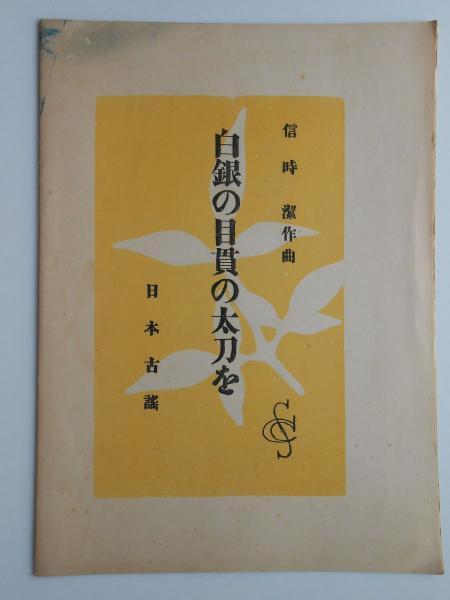 信時 潔作曲
白銀の目貫の太刀を
日本古謡